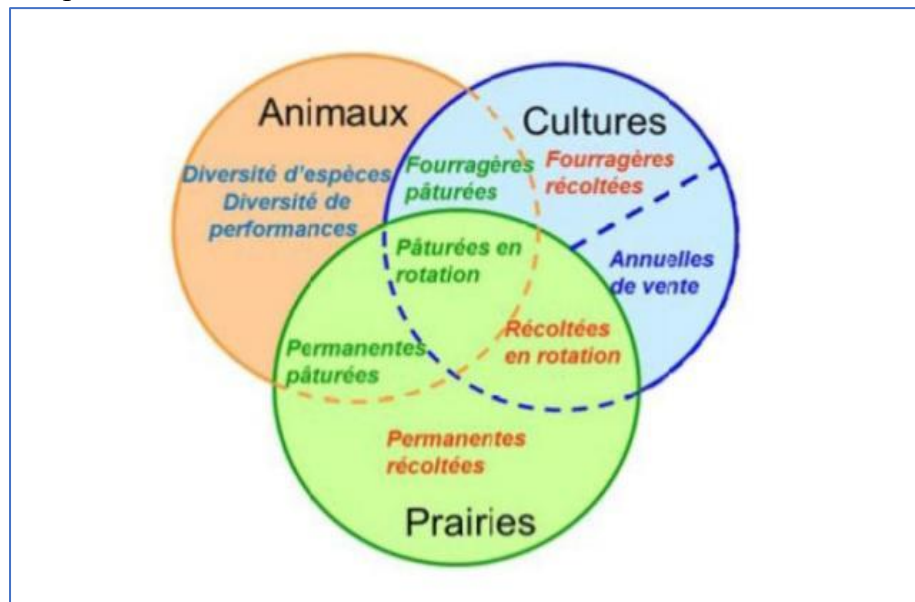 Animaux
Cultures
Diversité d'espèces
Diversité de
performances
Fourragères
pâturées
Fourragères
récoltées
Pâturées en
rotation
Annuelles
de vente
Permanentes
pâturées
Récoltées
en rotation
Permanentes
récoltées
Prairies